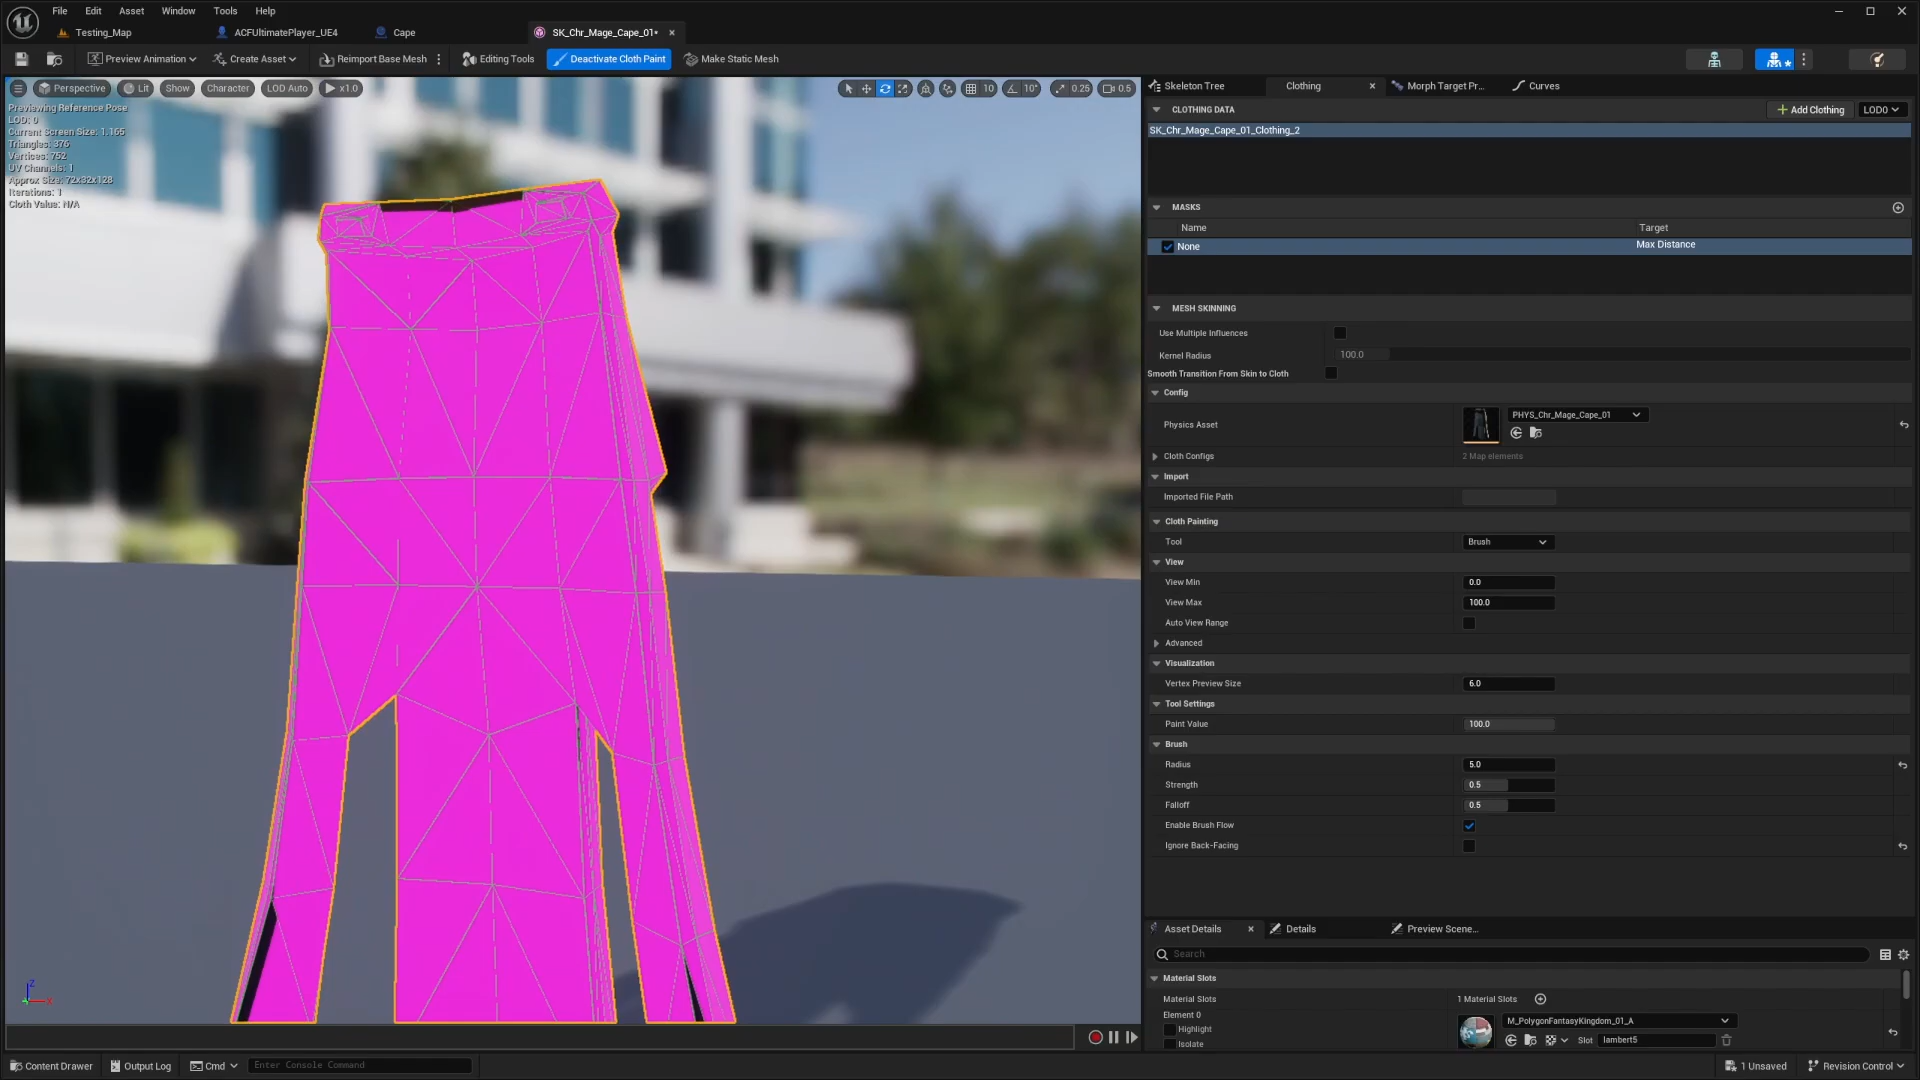 File Edit Asset Window Tools Help
Testing_Map ACFUltimatePlayer_UE4 Cape SK_Chr_Mage_Cape_01*
Preview Animation Create Asset Reimport Base Mesh Editing Tools Deactivate Cloth Paint Make Static Mesh
Perspective Lit Show Character LOD Auto x1.0 10 10° 0.25 0.5
Previewing Reference Pose
LOD: 0
Current Screen Size: 1.165
Triangles: 376
Vertices: 752
UV Channels: 1
Approx Size: 72x32x128
Iterations: 1
Cloth Value: N/A
Z
X
Skeleton Tree Clothing Morph Target Pr... Curves
CLOTHING DATA Add Clothing LOD0
SK_Chr_Mage_Cape_01_Clothing_2
MASKS
Name Target
None Max Distance
MESH SKINNING
Use Multiple Influences
Kernel Radius 100.0
Smooth Transition From Skin to Cloth
Config
Physics Asset PHYS_Chr_Mage_Cape_01
Cloth Configs 2 Map elements
Import
Imported File Path
Cloth Painting
Tool Brush
View
View Min 0.0
View Max 100.0
Auto View Range
Advanced
Visualization
Vertex Preview Size 6.0
Tool Settings
Paint Value 100.0
Brush
Radius 5.0
Strength 0.5
Falloff 0.5
Enable Brush Flow
Ignore Back-Facing
Asset Details Details Preview Scene...
Search
Material Slots
Material Slots 1 Material Slots
Element 0
Highlight
Isolate
M_PolygonFantasyKingdom_01_A
Slot lambert5
Content Drawer Output Log Cmd Enter Console Command 1 Unsaved Revision Control